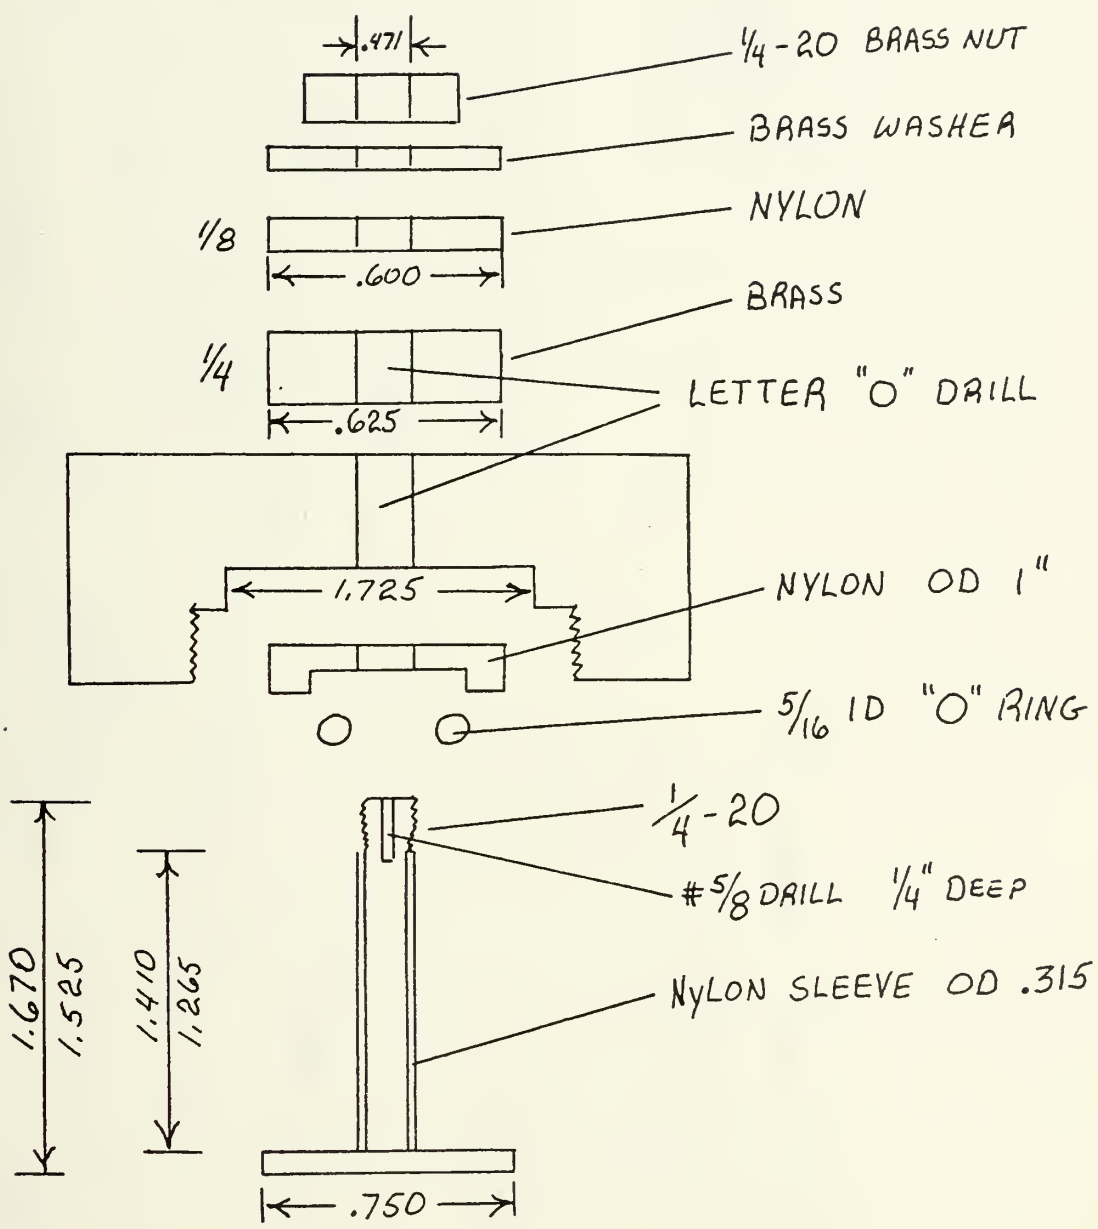 .471
1/4-20 BRASS NUT
BRASS WASHER
NYLON
1/8
.600
BRASS
1/4
LETTER "O" DRILL
.625
1.725
NYLON OD 1"
5/16 ID "O" RING
1/4-20
#5/8 DRILL 1/4" DEEP
1.670
1.525
1.410
1.265
NYLON SLEEVE OD .315
.750